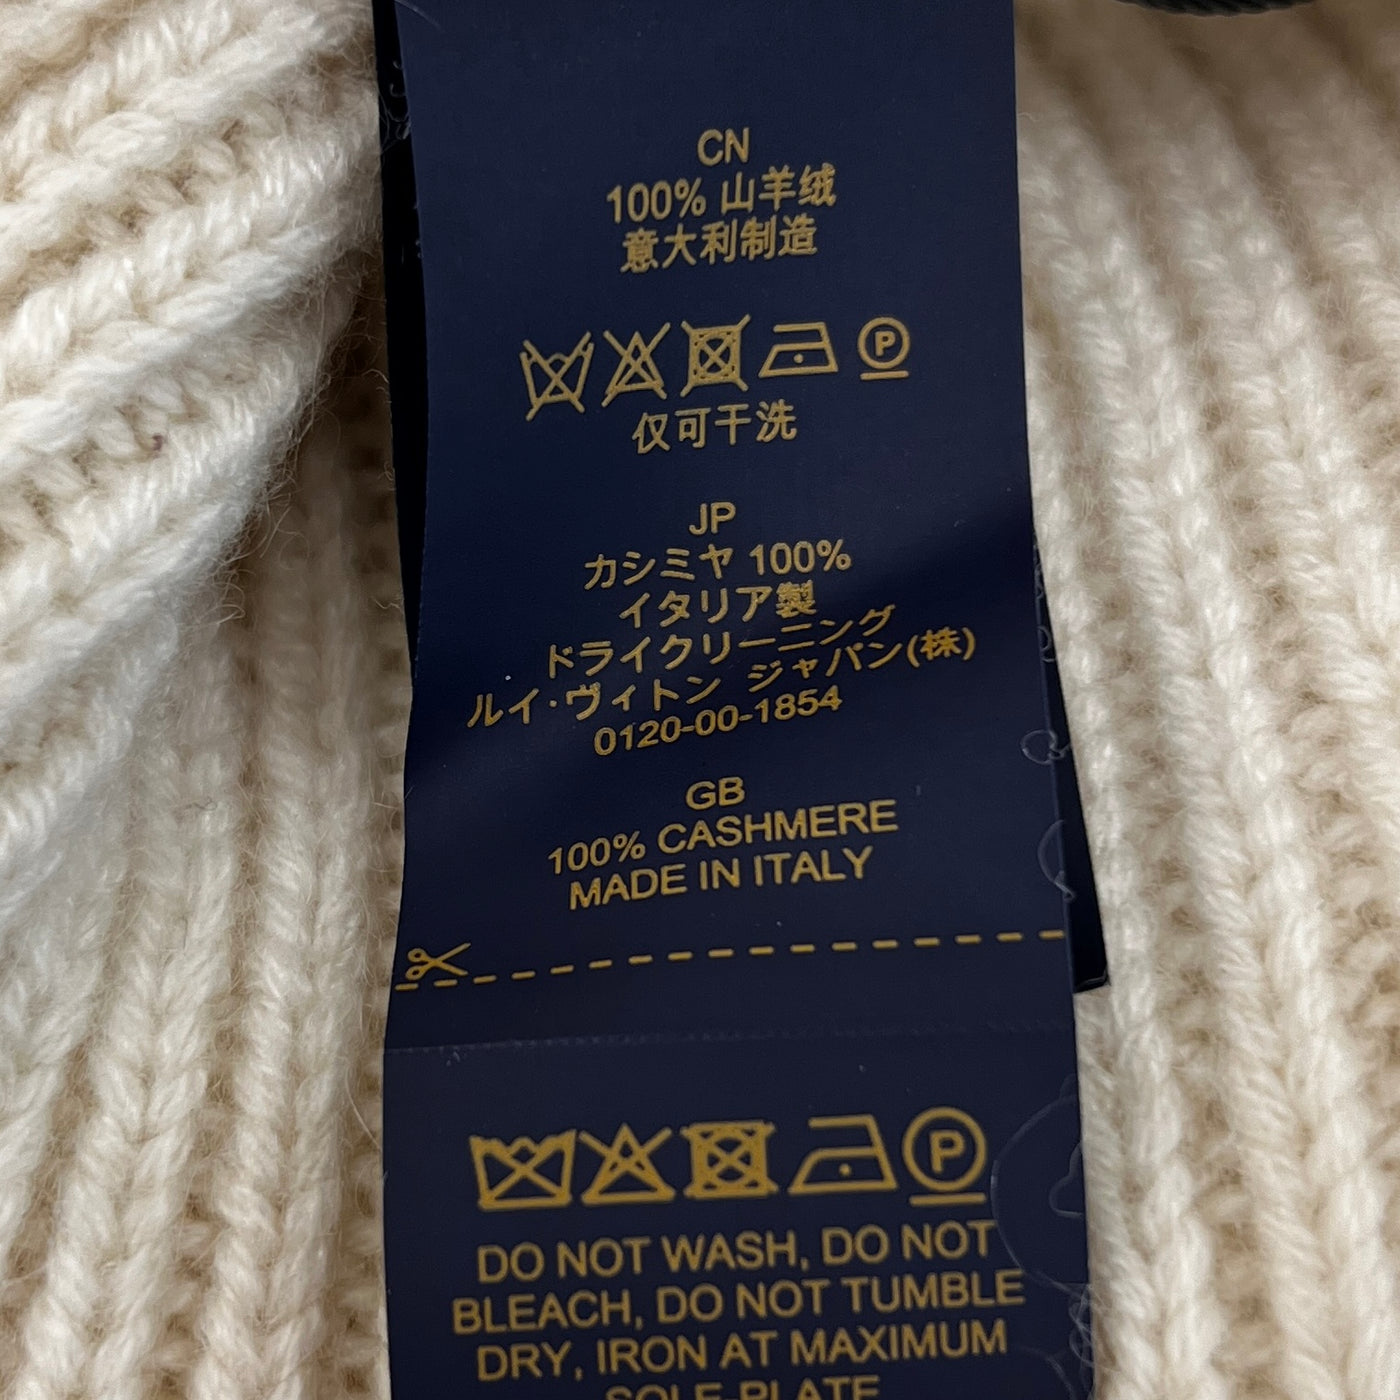 CN
100% 山羊绒
意大利制造
P
仅可干洗
JP
カシミヤ 100%
イタリア製
ドライクリーニング
ルイ·ヴィトン ジャパン(株)
0120-00-1854
GB
100% CASHMERE
MADE IN ITALY
P
DO NOT WASH, DO NOT
BLEACH, DO NOT TUMBLE
DRY, IRON AT MAXIMUM
SOLE-PLATE